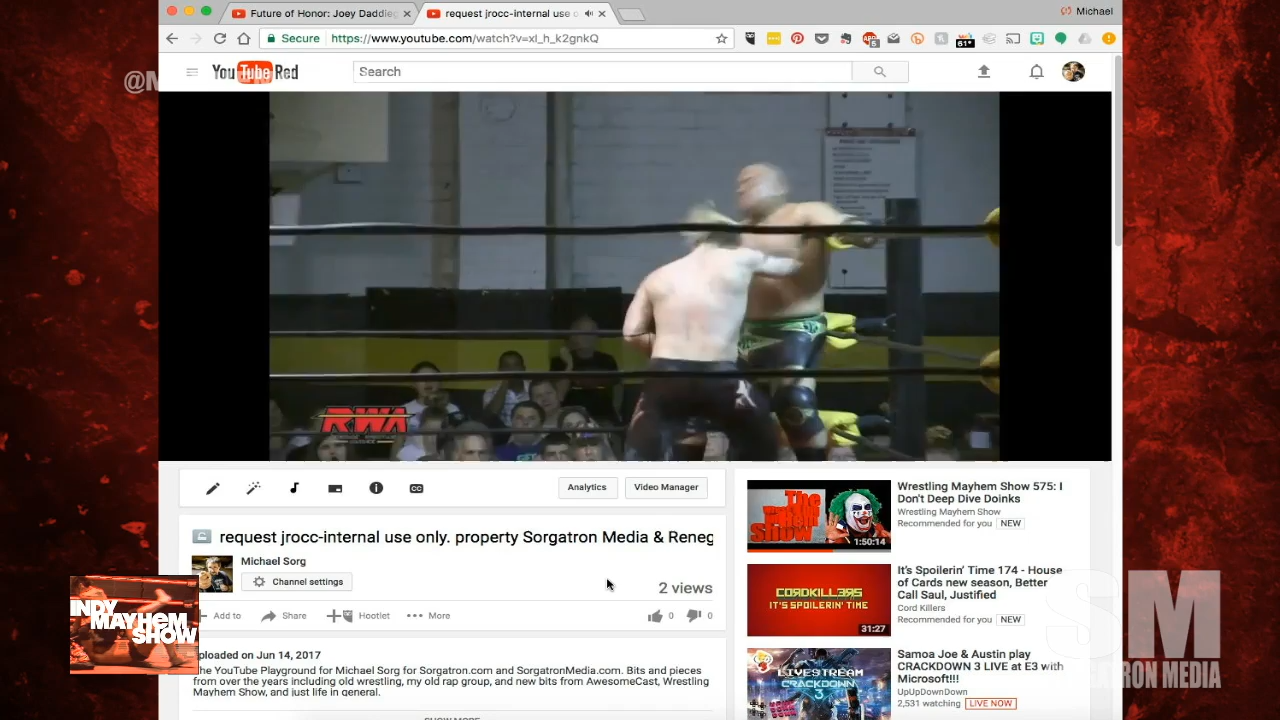 Future of Honor: Joey Daddieg
request jrocc-internal use o
Michael
Secure
https://www.youtube.com/watch?v=xl_h_k2gnkQ
@M
YouTube Red
Search
RWA
Analytics
Video Manager
request jrocc-internal use only. property Sorgatron Media & Reneg
Michael Sorg
Channel settings
2 views
Add to
Share
Hootlet
More
0
0
ploaded on Jun 14, 2017
he YouTube Playground for Michael Sorg for Sorgatron.com and SorgatronMedia.com. Bits and pieces
from over the years including old wrestling, my old rap group, and new bits from AwesomeCast, Wrestling
Mayhem Show, and just life in general.
SHOW MORE
INDY
MAYHEM
SHOW
1:50:14
Wrestling Mayhem Show 575: I
Don't Deep Dive Doinks
Wrestling Mayhem Show
Recommended for you NEW
CORDKILLERS
IT'S SPOILERIN' TIME
31:27
It's Spoilerin' Time 174 - House
of Cards new season, Better
Call Saul, Justified
Cord Killers
Recommended for you NEW
LIVESTREAM
CRACKDOWN
3
Samoa Joe & Austin play
CRACKDOWN 3 LIVE at E3 with
Microsoft!!!
UpUpDownDown
2,531 watching LIVE NOW
SM
ATRON MEDIA